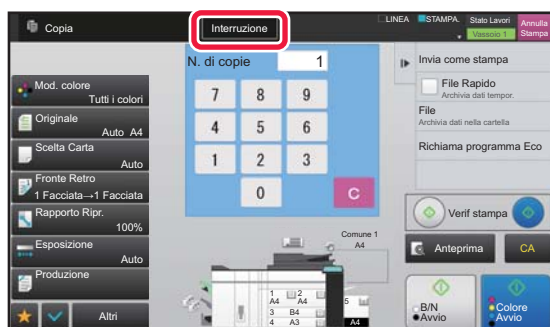 Copia
Interruzione
LINEA
STAMPA.
Stato Lavori
Vassoio 1
Annulla
Stampa
Mod. colore
Tutti i colori
Originale
Auto A4
Scelta Carta
Auto
Fronte Retro
1 Facciata→1 Facciata
Rapporto Ripr.
100%
Esposizione
Auto
Produzione
Altri
N. di copie 1
7 8 9
4 5 6
1 2 3
0 C
Comune 1
A4
1
A4
2
A4
3 B4
4 A3
5
A4
Invia come stampa
File Rapido
Archivia dati tempor.
File
Archivia dati nella cartella
Richiama programma Eco
Verif stampa
Anteprima
CA
B/N
Avvio
Colore
Avvio